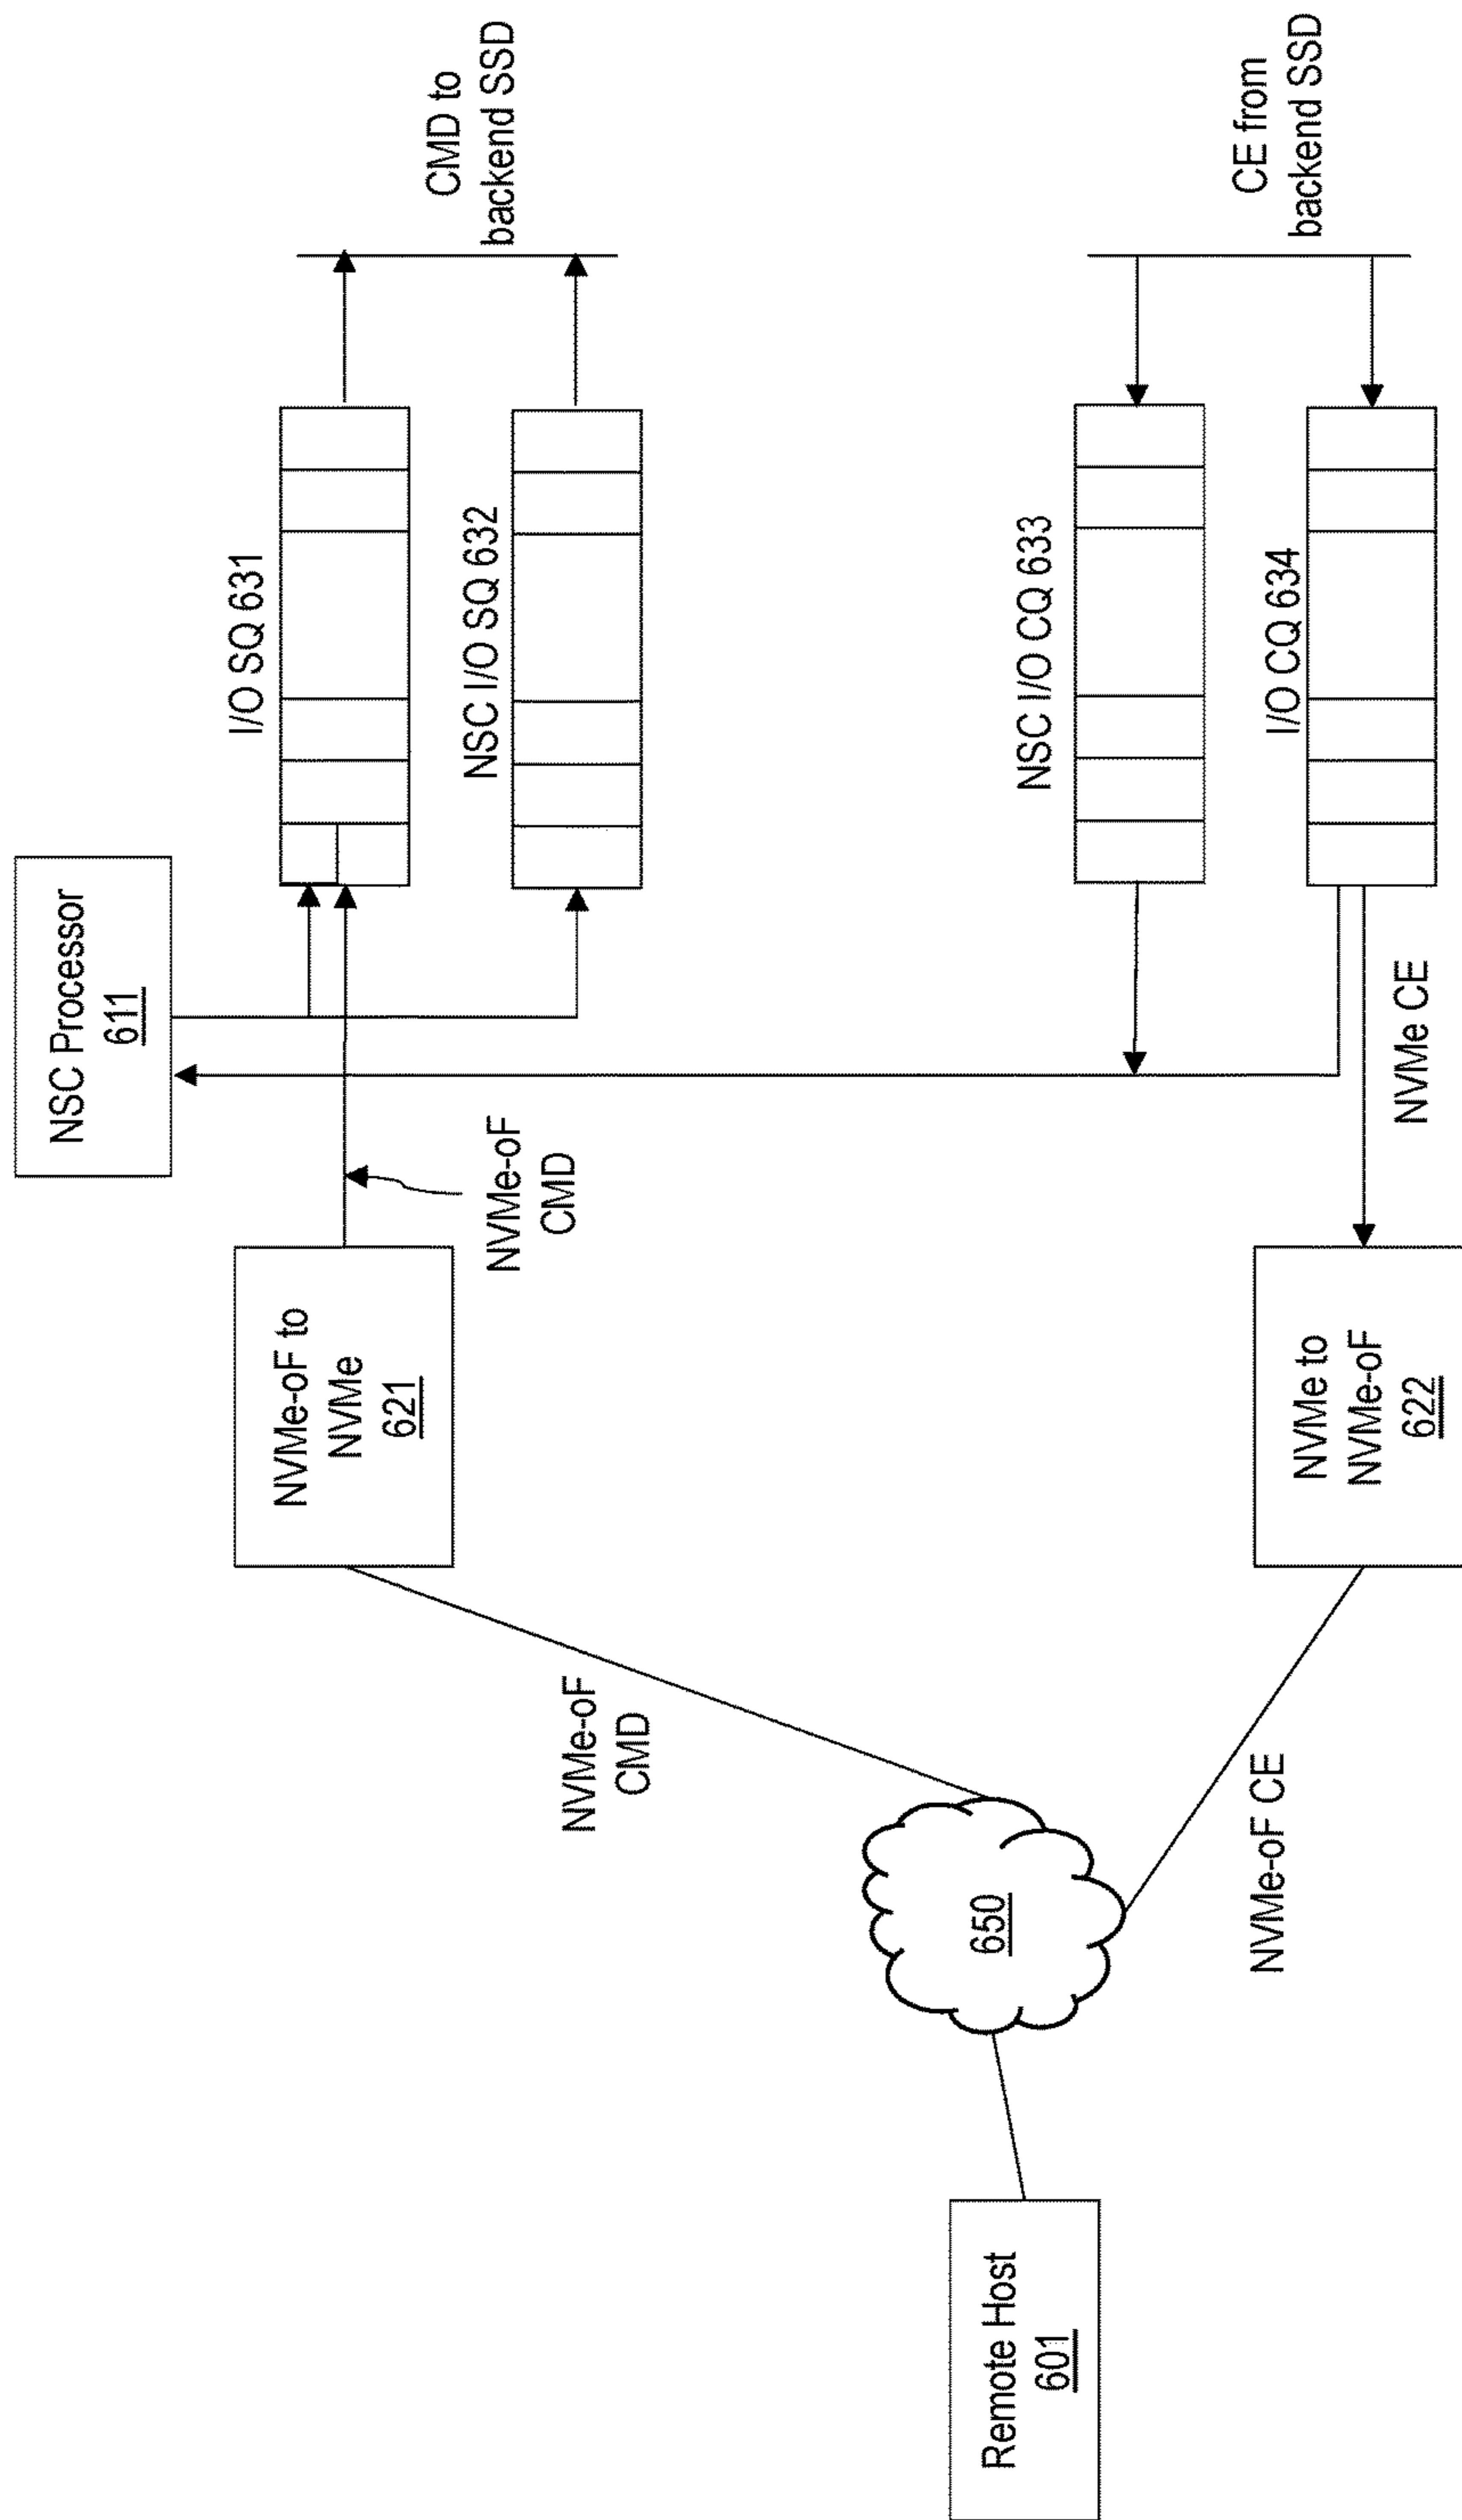 NSC Processor
611
I/O SQ 631
CMD to
backend SSD
NVMe-oF to
NVMe
621
NVMe-oF
CMD
NSC I/O SQ 632
NVMe-oF
CMD
Remote Host
601
650
NSC I/O CQ 633
CE from
backend SSD
I/O CQ 634
NVMe CE
NVMe to
NVMe-oF
622
NVMe-oF CE